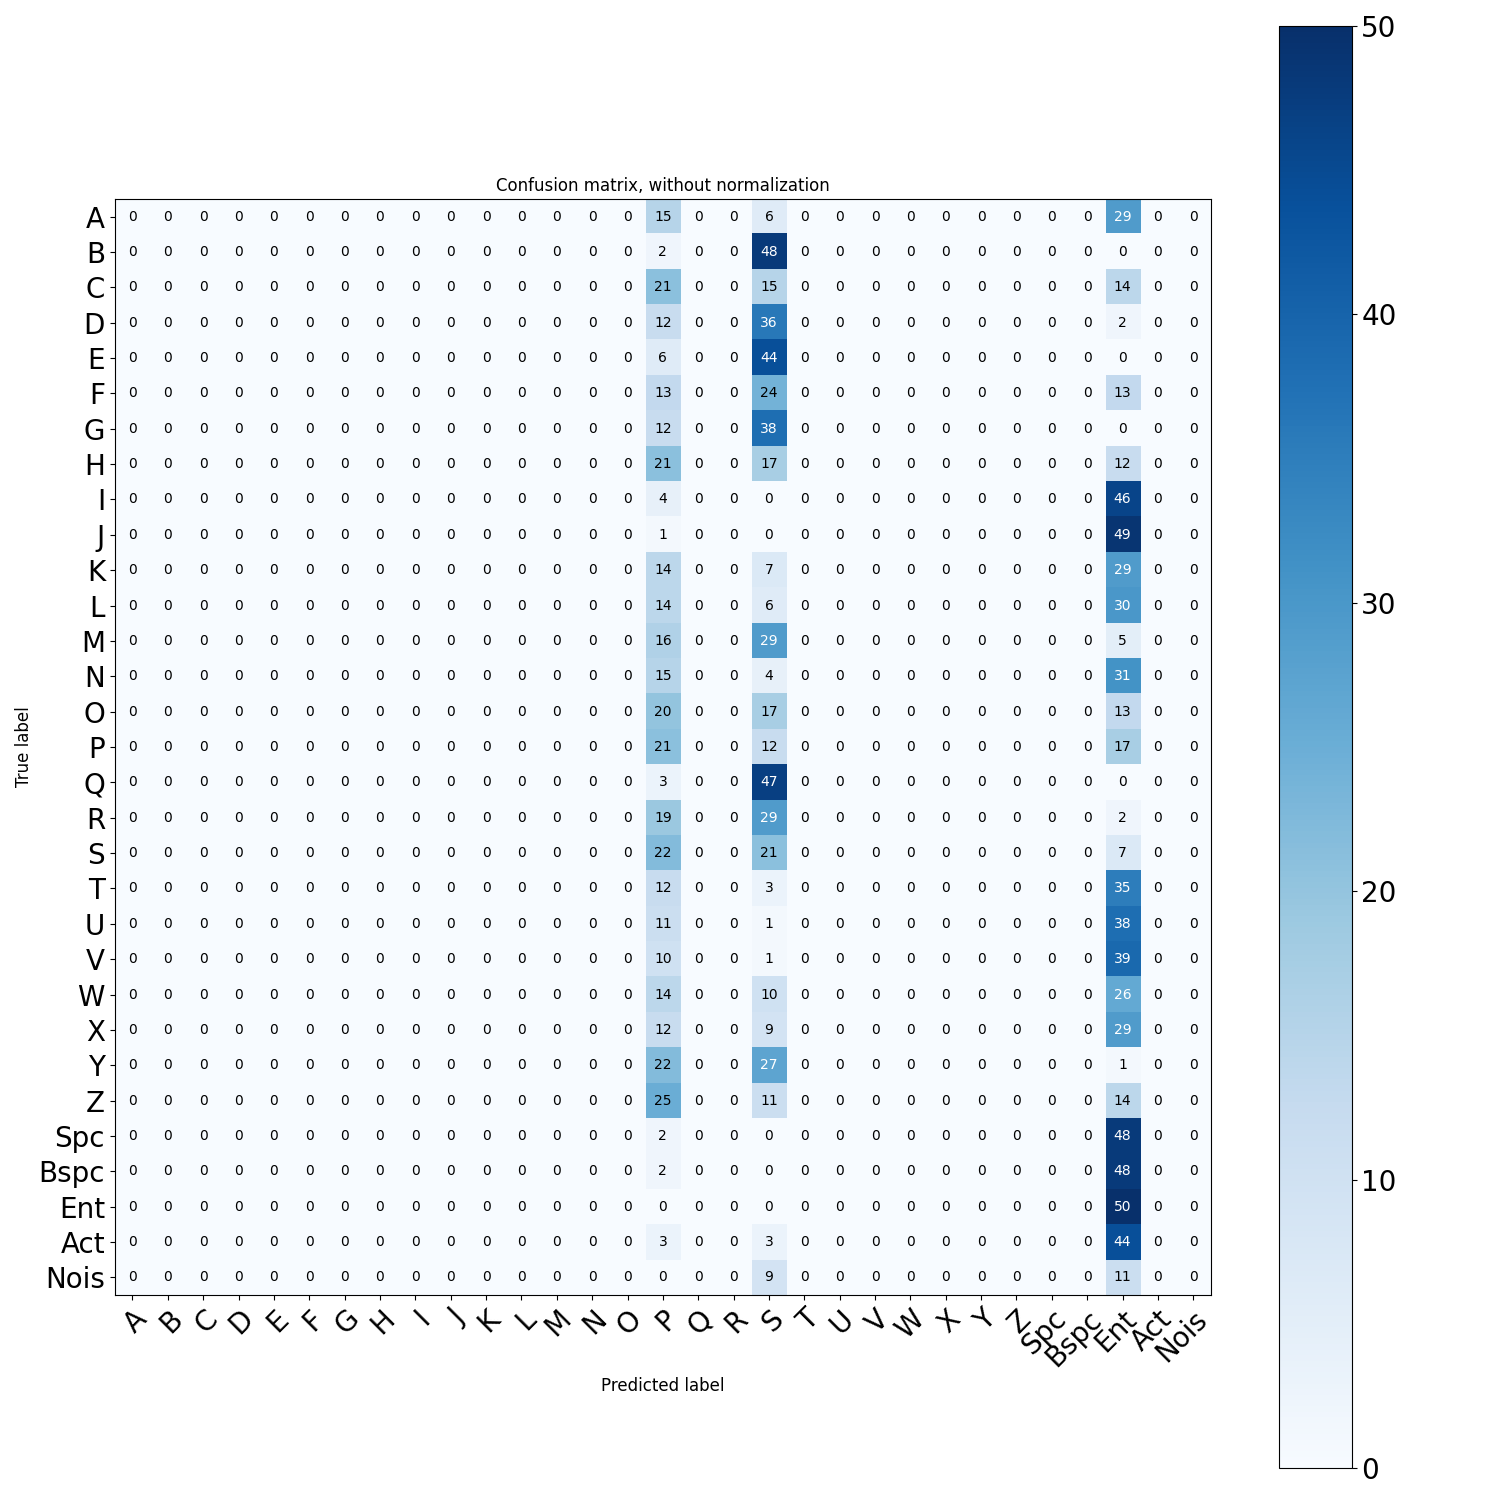 Confusion matrix, without normalization
A 0 0 0 0 0 0 0 0 0 0 0 0 0 0 0 15 0 0 6 0 0 0 0 0 0 0 0 0 29 0 0
B 0 0 0 0 0 0 0 0 0 0 0 0 0 0 0 2 0 0 48 0 0 0 0 0 0 0 0 0 0 0 0
C 0 0 0 0 0 0 0 0 0 0 0 0 0 0 0 21 0 0 15 0 0 0 0 0 0 0 0 0 14 0 0
D 0 0 0 0 0 0 0 0 0 0 0 0 0 0 0 12 0 0 36 0 0 0 0 0 0 0 0 0 2 0 0
E 0 0 0 0 0 0 0 0 0 0 0 0 0 0 0 6 0 0 44 0 0 0 0 0 0 0 0 0 0 0 0
F 0 0 0 0 0 0 0 0 0 0 0 0 0 0 0 13 0 0 24 0 0 0 0 0 0 0 0 0 13 0 0
G 0 0 0 0 0 0 0 0 0 0 0 0 0 0 0 12 0 0 38 0 0 0 0 0 0 0 0 0 0 0 0
H 0 0 0 0 0 0 0 0 0 0 0 0 0 0 0 21 0 0 17 0 0 0 0 0 0 0 0 0 12 0 0
I 0 0 0 0 0 0 0 0 0 0 0 0 0 0 0 4 0 0 0 0 0 0 0 0 0 0 0 0 46 0 0
J 0 0 0 0 0 0 0 0 0 0 0 0 0 0 0 1 0 0 0 0 0 0 0 0 0 0 0 0 49 0 0
K 0 0 0 0 0 0 0 0 0 0 0 0 0 0 0 14 0 0 7 0 0 0 0 0 0 0 0 0 29 0 0
L 0 0 0 0 0 0 0 0 0 0 0 0 0 0 0 14 0 0 6 0 0 0 0 0 0 0 0 0 30 0 0
M 0 0 0 0 0 0 0 0 0 0 0 0 0 0 0 16 0 0 29 0 0 0 0 0 0 0 0 0 5 0 0
N 0 0 0 0 0 0 0 0 0 0 0 0 0 0 0 15 0 0 4 0 0 0 0 0 0 0 0 0 31 0 0
O 0 0 0 0 0 0 0 0 0 0 0 0 0 0 0 20 0 0 17 0 0 0 0 0 0 0 0 0 13 0 0
P 0 0 0 0 0 0 0 0 0 0 0 0 0 0 0 21 0 0 12 0 0 0 0 0 0 0 0 0 17 0 0
Q 0 0 0 0 0 0 0 0 0 0 0 0 0 0 0 3 0 0 47 0 0 0 0 0 0 0 0 0 0 0 0
R 0 0 0 0 0 0 0 0 0 0 0 0 0 0 0 19 0 0 29 0 0 0 0 0 0 0 0 0 2 0 0
S 0 0 0 0 0 0 0 0 0 0 0 0 0 0 0 22 0 0 21 0 0 0 0 0 0 0 0 0 7 0 0
T 0 0 0 0 0 0 0 0 0 0 0 0 0 0 0 12 0 0 3 0 0 0 0 0 0 0 0 0 35 0 0
U 0 0 0 0 0 0 0 0 0 0 0 0 0 0 0 11 0 0 1 0 0 0 0 0 0 0 0 0 38 0 0
V 0 0 0 0 0 0 0 0 0 0 0 0 0 0 0 10 0 0 1 0 0 0 0 0 0 0 0 0 39 0 0
W 0 0 0 0 0 0 0 0 0 0 0 0 0 0 0 14 0 0 10 0 0 0 0 0 0 0 0 0 26 0 0
X 0 0 0 0 0 0 0 0 0 0 0 0 0 0 0 12 0 0 9 0 0 0 0 0 0 0 0 0 29 0 0
Y 0 0 0 0 0 0 0 0 0 0 0 0 0 0 0 22 0 0 27 0 0 0 0 0 0 0 0 0 1 0 0
Z 0 0 0 0 0 0 0 0 0 0 0 0 0 0 0 25 0 0 11 0 0 0 0 0 0 0 0 0 14 0 0
Spc 0 0 0 0 0 0 0 0 0 0 0 0 0 0 0 2 0 0 0 0 0 0 0 0 0 0 0 0 48 0 0
Bspc 0 0 0 0 0 0 0 0 0 0 0 0 0 0 0 2 0 0 0 0 0 0 0 0 0 0 0 0 48 0 0
Ent 0 0 0 0 0 0 0 0 0 0 0 0 0 0 0 0 0 0 0 0 0 0 0 0 0 0 0 0 50 0 0
Act 0 0 0 0 0 0 0 0 0 0 0 0 0 0 0 3 0 0 3 0 0 0 0 0 0 0 0 0 44 0 0
Nois 0 0 0 0 0 0 0 0 0 0 0 0 0 0 0 0 0 0 9 0 0 0 0 0 0 0 0 0 11 0 0
A B C D E F G H I J K L M N O P Q R S T U V W X Y Z Spc Bspc Ent Act Nois
Predicted label
True label
50
40
30
20
10
0